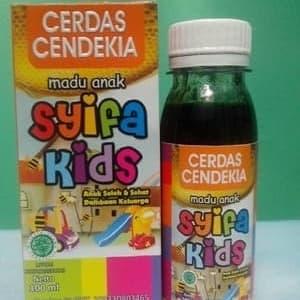 CERDAS
CENDEKIA
madu anak
Syifa
Kids
Anak Soleh & Sehat
Dambaan Keluarga
Netto
100 ml
CERDAS
CENDEKIA
madu anak
Syifa
Kids